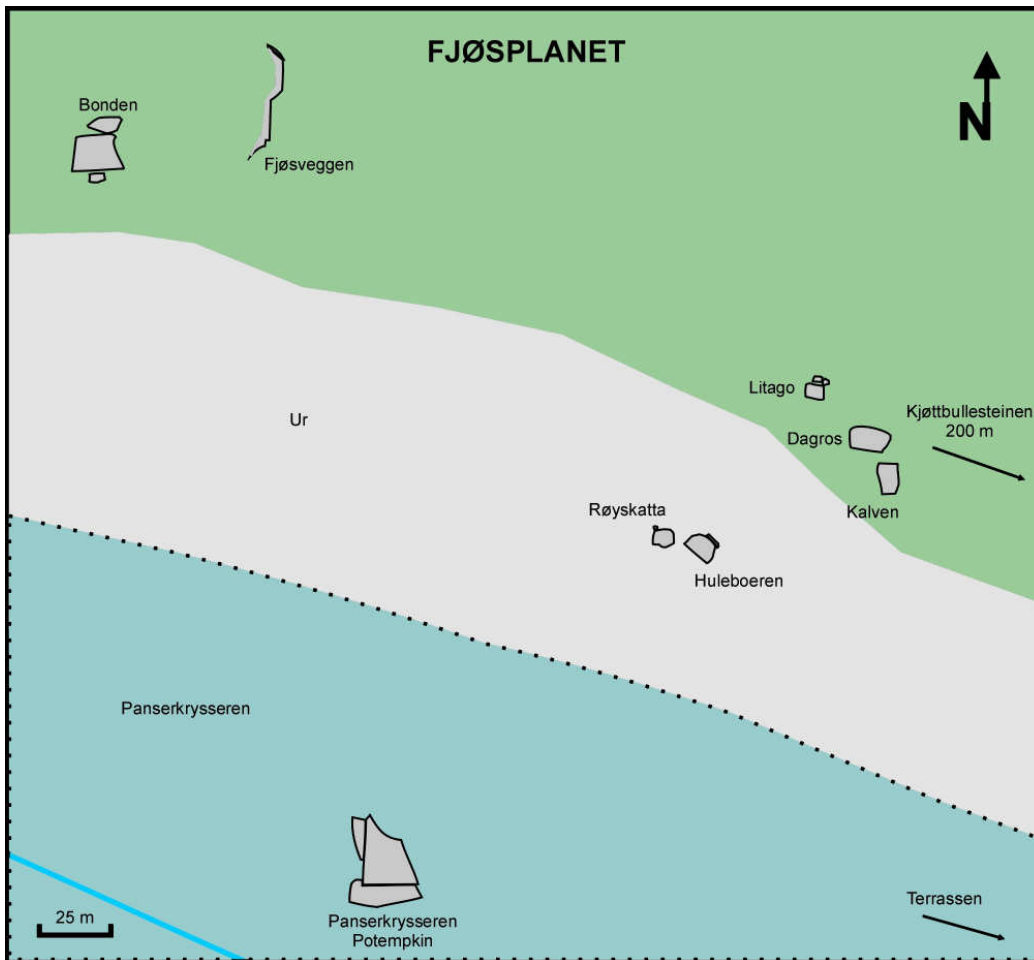 FJØSPLANET
Bonden
N
Fjøsveggen
Litago
Kjøttbullesteinen
200 m
Dagros
Ur
Røyskatta
Kalven
Huleboeren
Panserkrysseren
Terrassen
25 m
Panserkrysseren
Potempkin